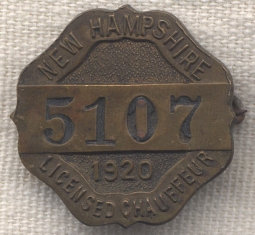 NEW HAMPSHIRE
5107
1920
LICENSED CHAUFFEUR